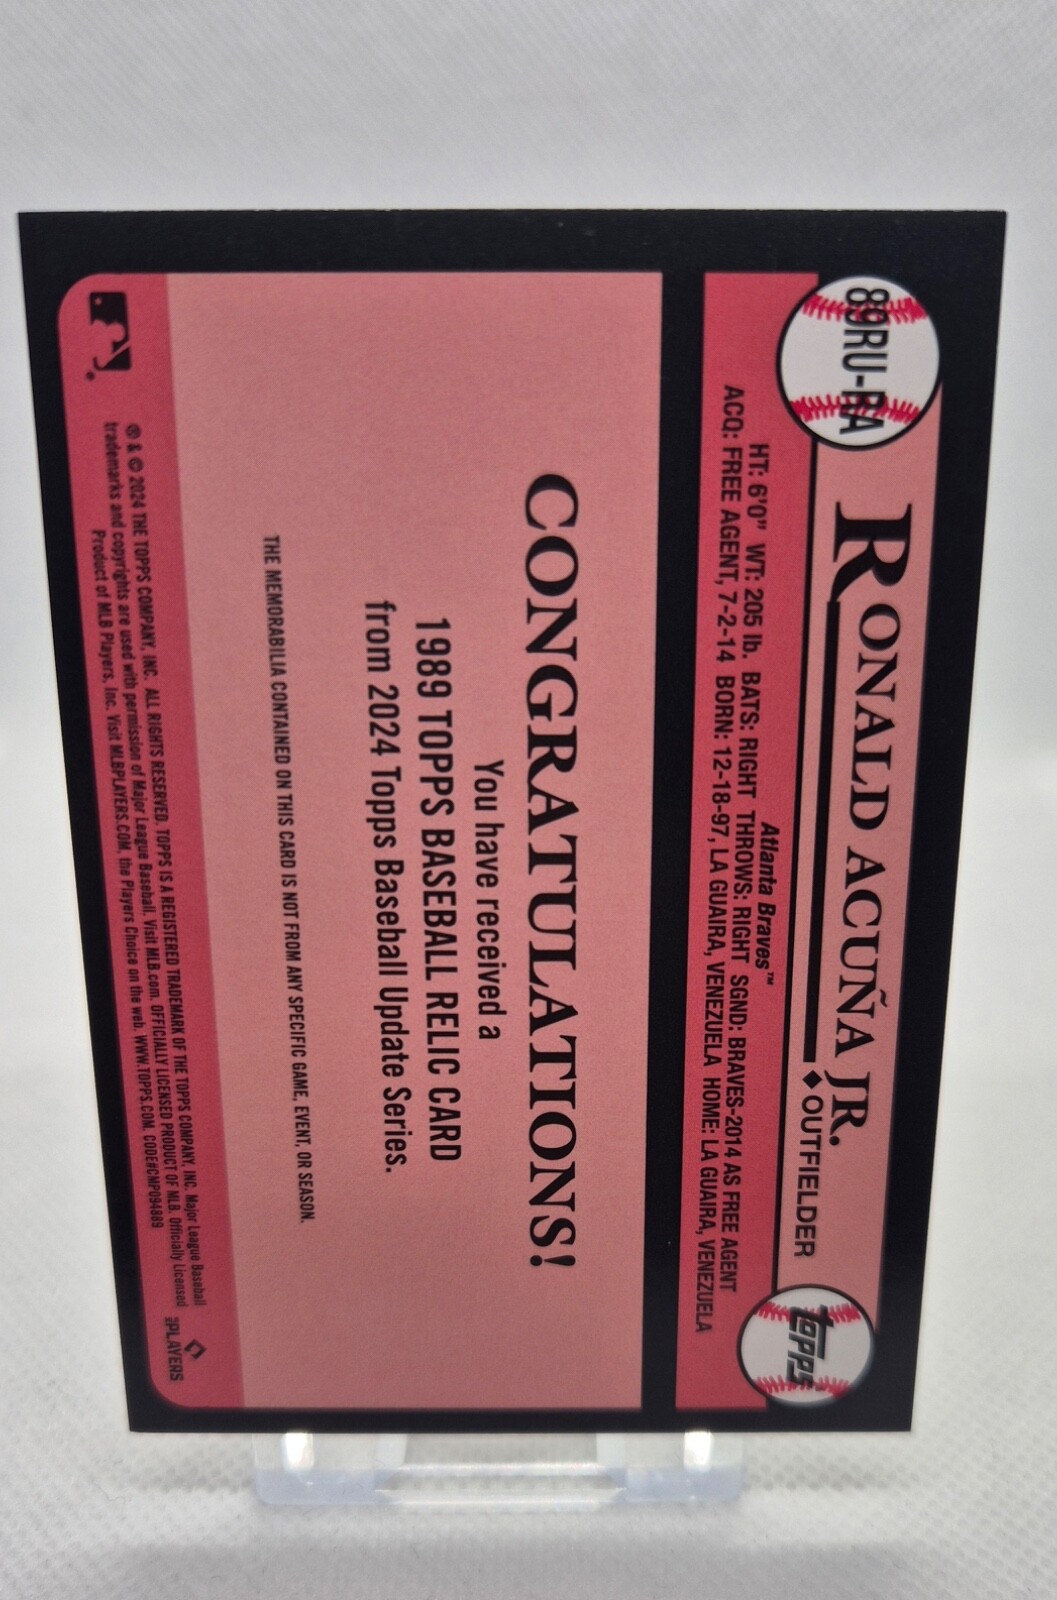 89RU-RA
RONALD ACUÑA JR.
OUTFIELDER
topps
Atlanta Braves™
HT: 6'0" WT: 205 lb. BATS: RIGHT THROWS: RIGHT SGND: BRAVES-2014 AS FREE AGENT
ACQ: FREE AGENT, 7-2-14 BORN: 12-18-97, LA GUAIRA, VENEZUELA HOME: LA GUAIRA, VENEZUELA
CONGRATULATIONS!
You have received a
1989 TOPPS BASEBALL RELIC CARD
from 2024 Topps Baseball Update Series.
THE MEMORABILIA CONTAINED ON THIS CARD IS NOT FROM ANY SPECIFIC GAME, EVENT, OR SEASON.
® & © 2024 THE TOPPS COMPANY, INC. ALL RIGHTS RESERVED. TOPPS IS A REGISTERED TRADEMARK OF THE TOPPS COMPANY, INC. Major League Baseball
trademarks and copyrights are used with permission of Major League Baseball. Visit MLB.com. OFFICIALLY LICENSED PRODUCT OF MLB. Officially Licensed
Product of MLB Players, Inc. Visit MLBPLAYERS.COM, the Players Choice on the web. WWW.TOPPS.COM. CODE#CMP094889
PLAYERS